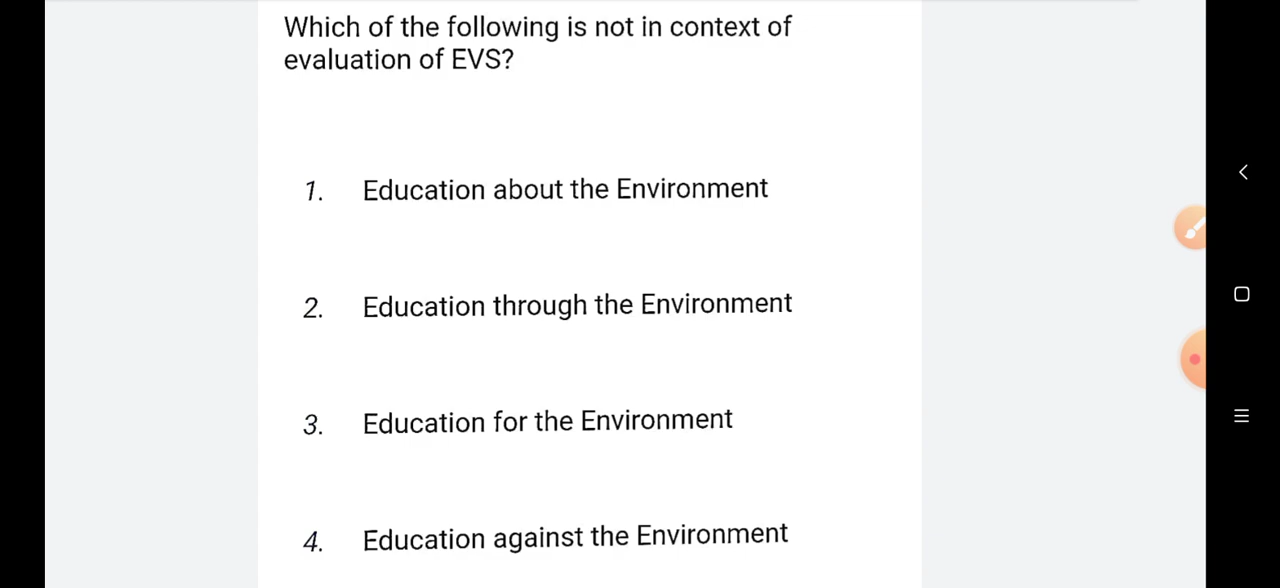 Which of the following is not in context of
evaluation of EVS?
1. Education about the Environment
2. Education through the Environment
3. Education for the Environment
4. Education against the Environment